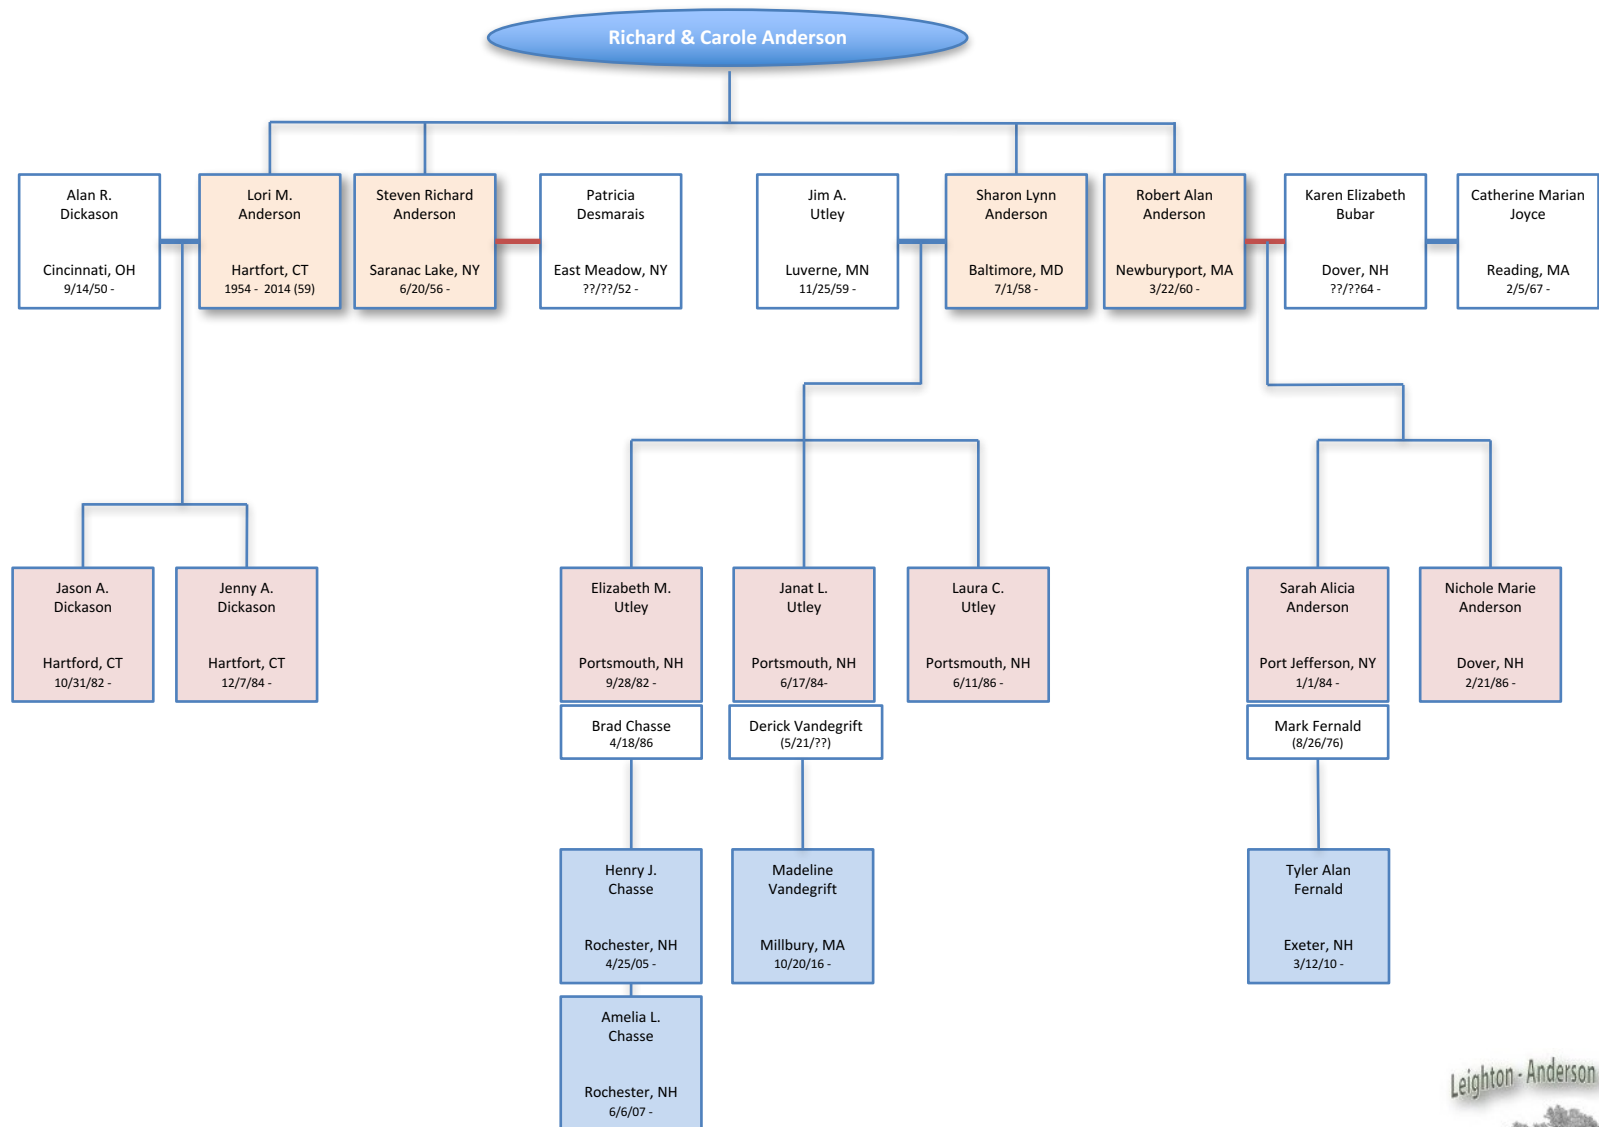 Richard & Carole Anderson
Alan R.
Dickason
Cincinnati, OH
9/14/50 -
Lori M.
Anderson
Hartfort, CT
1954 - 2014 (59)
Steven Richard
Anderson
Saranac Lake, NY
6/20/56 -
Patricia
Desmarais
East Meadow, NY
??/??/52 -
Jim A.
Utley
Luverne, MN
11/25/59 -
Sharon Lynn
Anderson
Baltimore, MD
7/1/58 -
Robert Alan
Anderson
Newburyport, MA
3/22/60 -
Karen Elizabeth
Bubar
Dover, NH
??/??64 -
Catherine Marian
Joyce
Reading, MA
2/5/67 -
Jason A.
Dickason
Hartford, CT
10/31/82 -
Jenny A.
Dickason
Hartfort, CT
12/7/84 -
Elizabeth M.
Utley
Portsmouth, NH
9/28/82 -
Janat L.
Utley
Portsmouth, NH
6/17/84-
Laura C.
Utley
Portsmouth, NH
6/11/86 -
Sarah Alicia
Anderson
Port Jefferson, NY
1/1/84 -
Nichole Marie
Anderson
Dover, NH
2/21/86 -
Brad Chasse
4/18/86
Derick Vandegrift
(5/21/??)
Mark Fernald
(8/26/76)
Henry J.
Chasse
Rochester, NH
4/25/05 -
Madeline
Vandegrift
Millbury, MA
10/20/16 -
Tyler Alan
Fernald
Exeter, NH
3/12/10 -
Amelia L.
Chasse
Rochester, NH
6/6/07 -
Leighton - Anderson